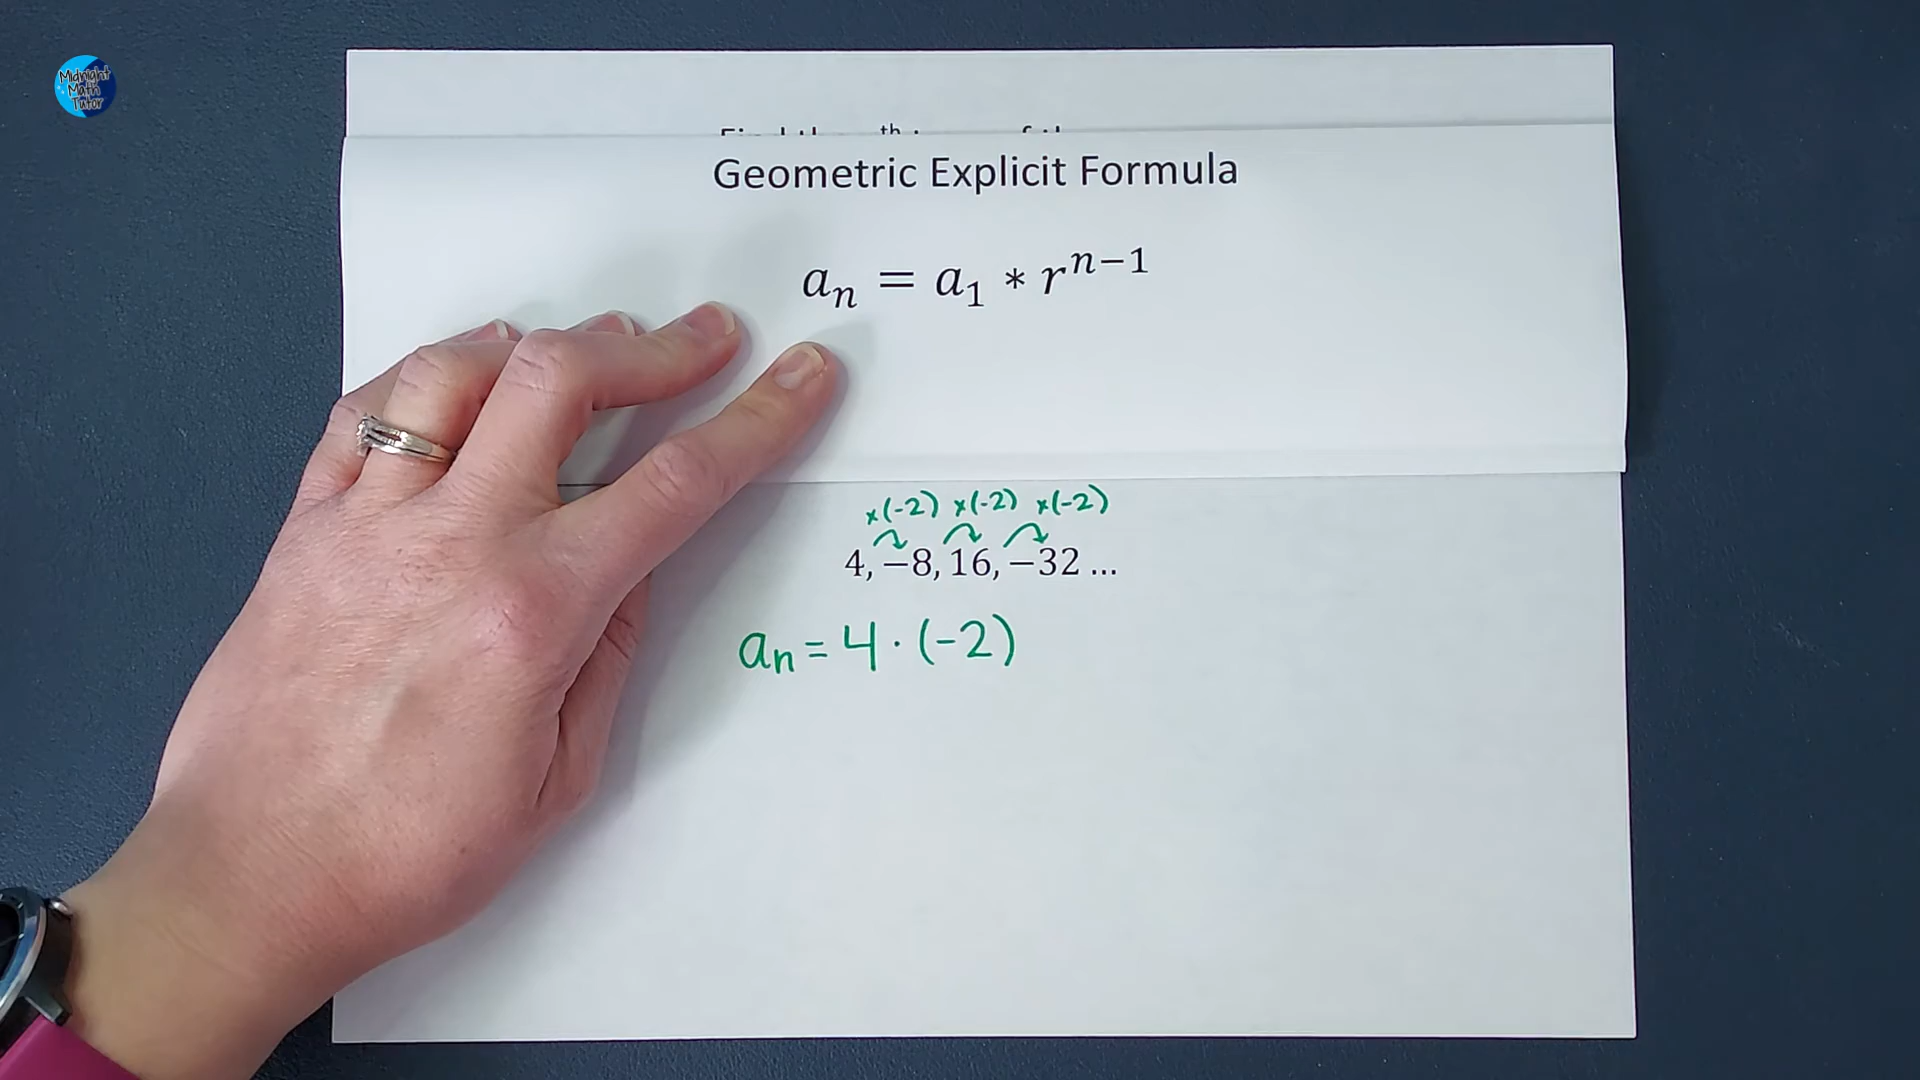 Midnight
Math
Tutor
Geometric Explicit Formula
aₙ = a₁ * rⁿ⁻¹
×(-2) ×(-2) ×(-2)
4, −8, 16, −32 ...
aₙ = 4 · (-2)